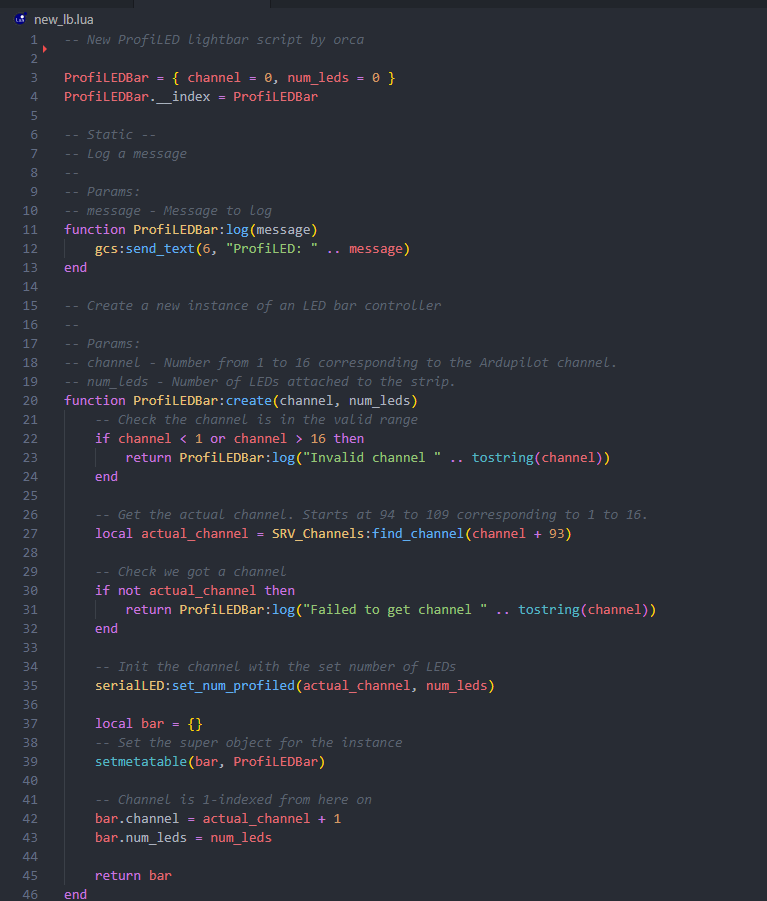 new_lb.lua
1 -- New ProfiLED lightbar script by orca
2
3 ProfiLEDBar = { channel = 0, num_leds = 0 }
4 ProfiLEDBar.__index = ProfiLEDBar
5
6 -- Static --
7 -- Log a message
8 --
9 -- Params:
10 -- message - Message to log
11 function ProfiLEDBar:log(message)
12     gcs:send_text(6, "ProfiLED: " .. message)
13 end
14
15 -- Create a new instance of an LED bar controller
16 --
17 -- Params:
18 -- channel - Number from 1 to 16 corresponding to the Ardupilot channel.
19 -- num_leds - Number of LEDs attached to the strip.
20 function ProfiLEDBar:create(channel, num_leds)
21     -- Check the channel is in the valid range
22     if channel < 1 or channel > 16 then
23         return ProfiLEDBar:log("Invalid channel " .. tostring(channel))
24     end
25
26     -- Get the actual channel. Starts at 94 to 109 corresponding to 1 to 16.
27     local actual_channel = SRV_Channels:find_channel(channel + 93)
28
29     -- Check we got a channel
30     if not actual_channel then
31         return ProfiLEDBar:log("Failed to get channel " .. tostring(channel))
32     end
33
34     -- Init the channel with the set number of LEDs
35     serialLED:set_num_profiled(actual_channel, num_leds)
36
37     local bar = {}
38     -- Set the super object for the instance
39     setmetatable(bar, ProfiLEDBar)
40
41     -- Channel is 1-indexed from here on
42     bar.channel = actual_channel + 1
43     bar.num_leds = num_leds
44
45     return bar
46 end